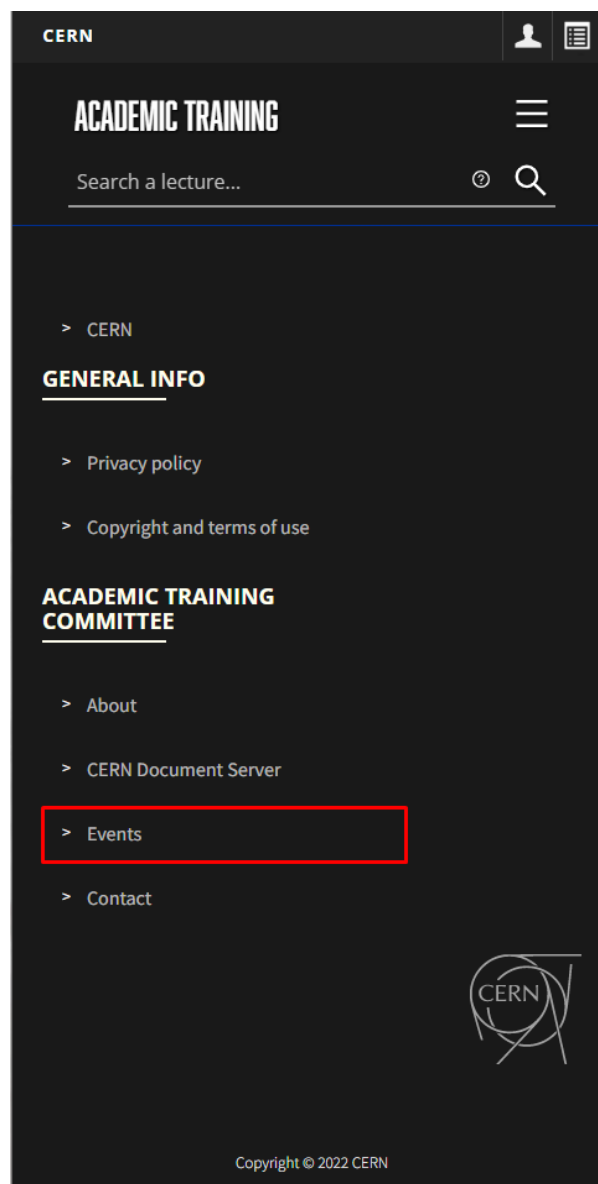 CERN
ACADEMIC TRAINING
Search a lecture...
> CERN
GENERAL INFO
> Privacy policy
> Copyright and terms of use
ACADEMIC TRAINING
COMMITTEE
> About
> CERN Document Server
> Events
> Contact
CERN
Copyright © 2022 CERN